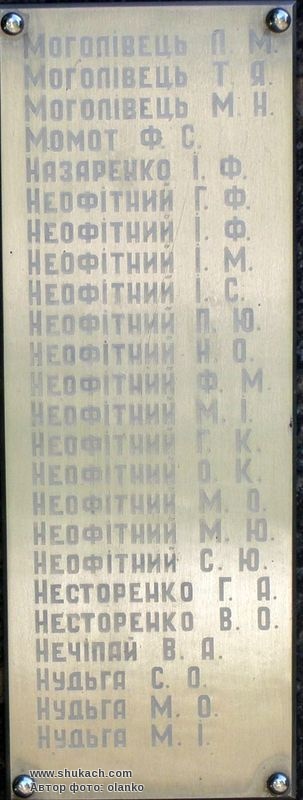 Моголівець Л. М.
Моголівець Т. Я.
Моголівець М. Н.
Момот Ф. С.
Назаренко І. Ф.
Неофітний Г. Ф.
Неофітний І. Ф.
Неофітний І. М.
Неофітний І. С.
Неофітний П. Ю.
Неофітний Н. О.
Неофітний Ф. М.
Неофітний М. І.
Неофітний Г. К.
Неофітний О. К.
Неофітний М. О.
Неофітний М. Ю.
Неофітний С. Ю.
Несторенко Г. А.
Несторенко В. О.
Нечіпай В. А.
Нудьга С. О.
Нудьга М. О.
Нудьга М. І.
www.shukach.com
Автор фото: olanko